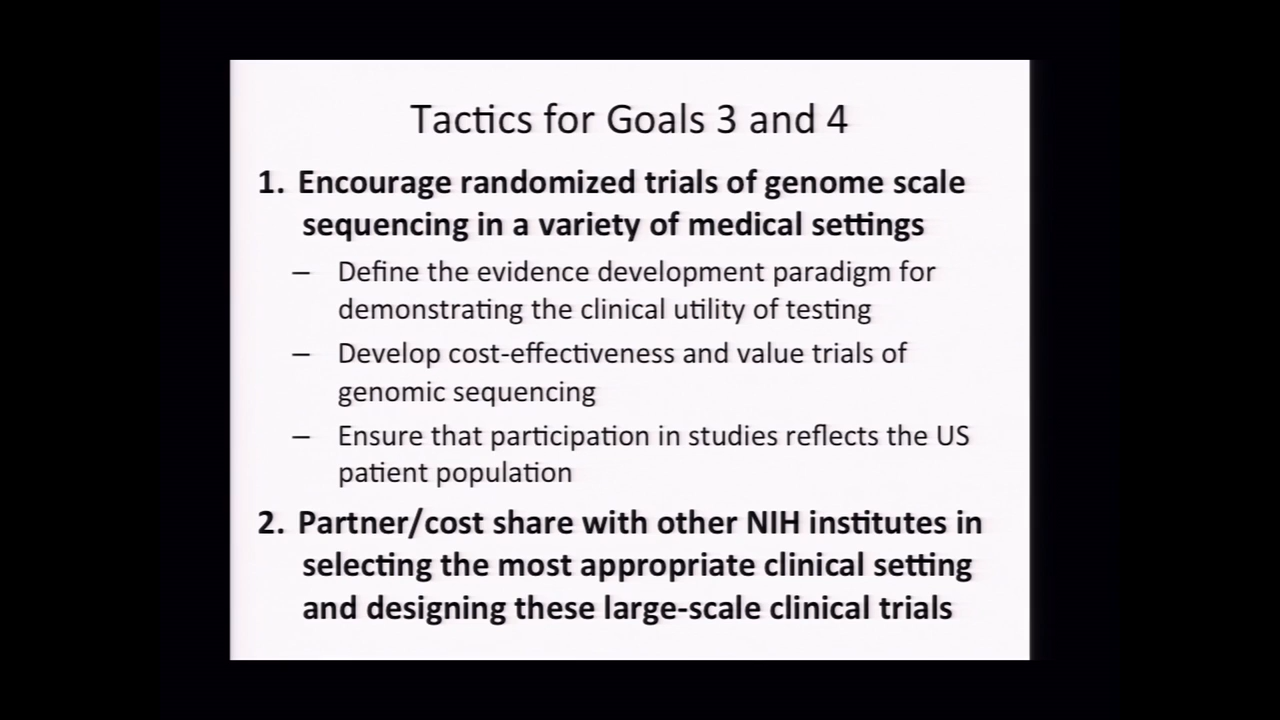 Tactics for Goals 3 and 4
1. Encourage randomized trials of genome scale
sequencing in a variety of medical settings
– Define the evidence development paradigm for
demonstrating the clinical utility of testing
– Develop cost-effectiveness and value trials of
genomic sequencing
– Ensure that participation in studies reflects the US
patient population
2. Partner/cost share with other NIH institutes in
selecting the most appropriate clinical setting
and designing these large-scale clinical trials